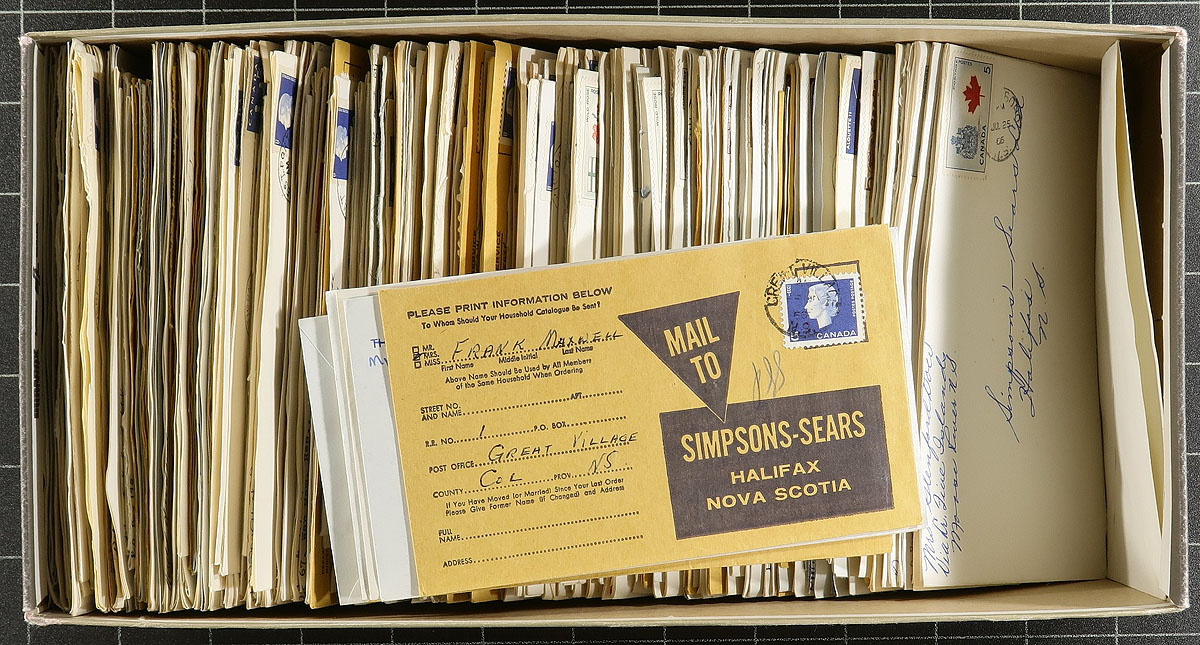 PLEASE PRINT INFORMATION BELOW
To Whom Should Your Household Catalogue Be Sent?
MR.
MRS.
MISS FRANK MAXWELL
First Name Middle Initial Last Name
Above Name Should Be Used by All Members
of the Same Household When Ordering
STREET NO.
AND NAME APT.
R.R. NO. 1 P.O. BOX
POST OFFICE GREAT VILLAGE
COUNTY COL PROV. NS
If You Have Moved (or Married) Since Your Last Order
Please Give Former Name (if Changed) and Address
FULL
NAME
ADDRESS
MAIL
TO
SIMPSONS-SEARS
HALIFAX
NOVA SCOTIA
CANADA
5
CANADA
Simpsons Sears
Halifax
N S